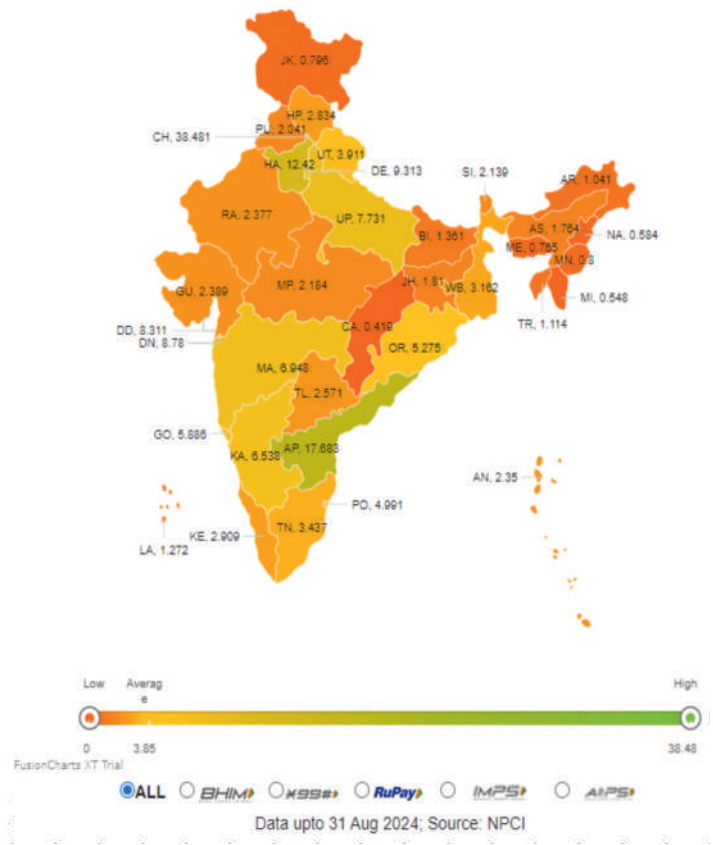 JK, 0.796
HP, 2.834
PU, 2.041
CH, 38.481
UT, 3.911
HA, 12.42
DE, 9.313
SI, 2.139
AR, 1.041
RA, 2.377
UP, 7.731
BI, 1.361
AS, 1.764
NA, 0.584
ME, 0.765
MN, 0.8
GU, 2.389
MP, 2.184
JH, 1.81
WB, 3.162
MI, 0.548
TR, 1.114
DD, 8.311
CA, 0.419
DN, 8.78
OR, 5.275
MA, 6.948
TL, 2.571
GO, 5.886
KA, 6.538
AP, 17.683
AN, 2.35
PO, 4.991
TN, 3.437
KE, 2.909
LA, 1.272
Low Averag High
e
0 3.85 38.48
FusionCharts XT Trial
ALL BHIM *99# RuPay IMPS
Data upto 31 Aug 2024; Source: NPCI